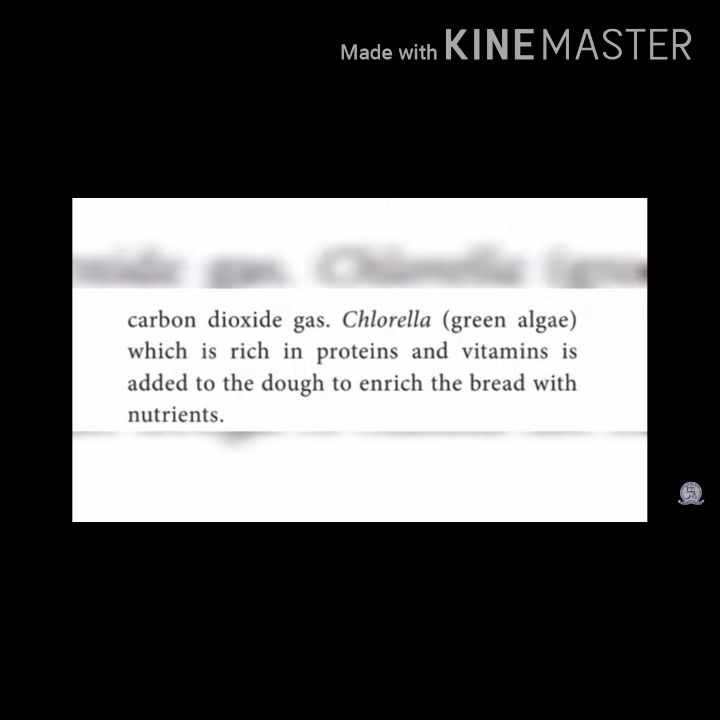 Made with KINEMASTER
carbon dioxide gas. Chlorella (green algae)
which is rich in proteins and vitamins is
added to the dough to enrich the bread with
nutrients.